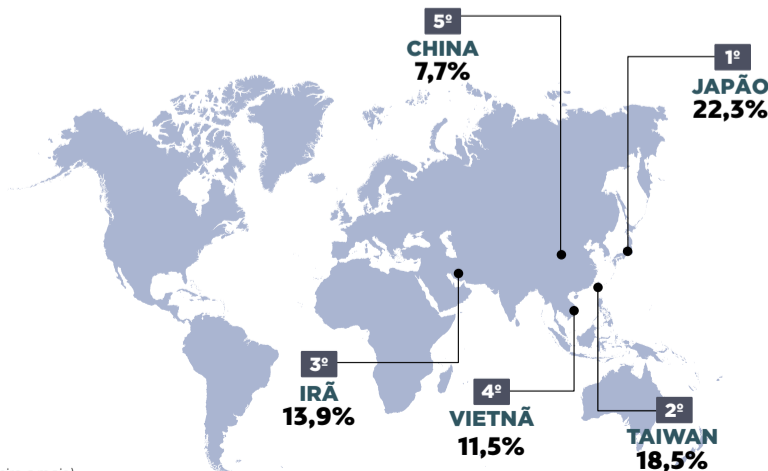 5º
CHINA
7,7%
1º
JAPÃO
22,3%
3º
IRÃ
13,9%
4º
VIETNÃ
11,5%
2º
TAIWAN
18,5%